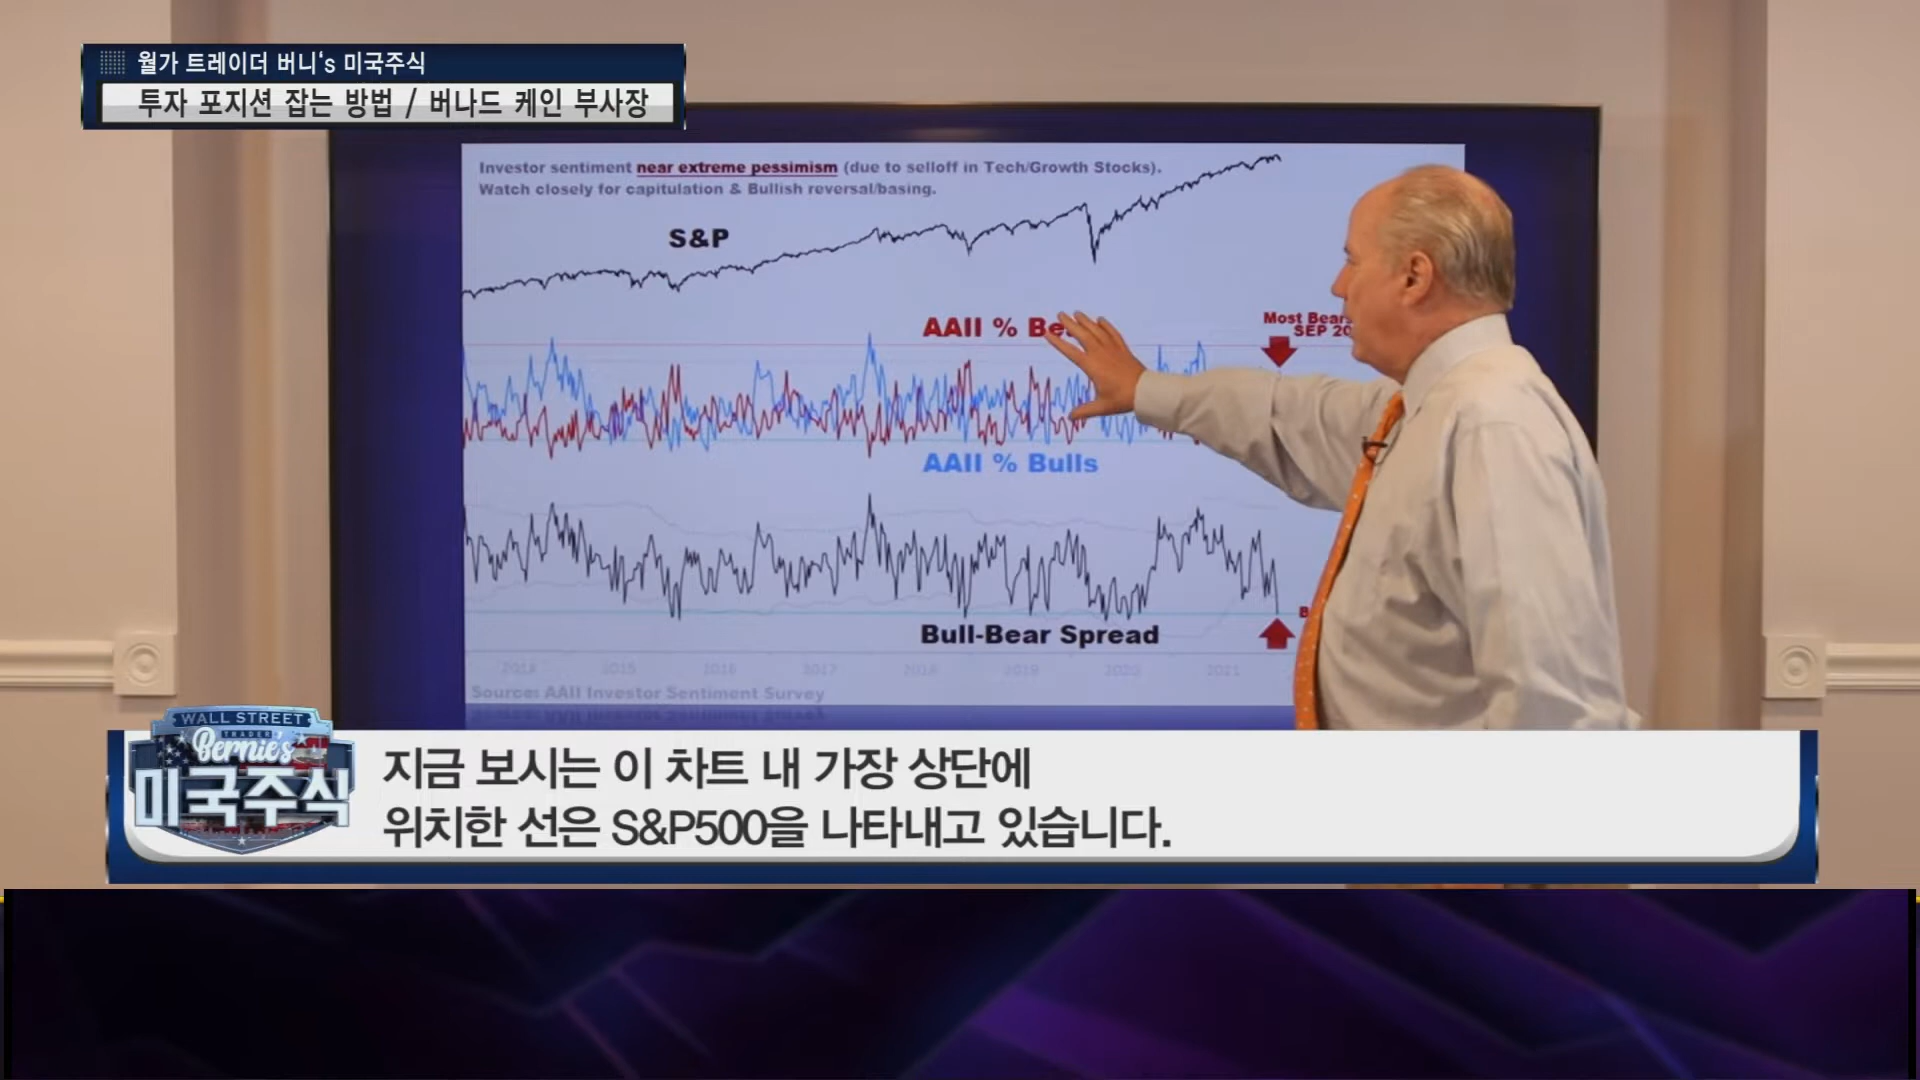 월가 트레이더 버니's 미국주식
투자 포지션 잡는 방법 / 버나드 케인 부사장
Investor sentiment near extreme pessimism (due to selloff in Tech/Growth Stocks).
Watch closely for capitulation & Bullish reversal/basing.
S&P
AAII %
Most
SEP
AAII % Bulls
Bull-Bear Spread
2014 2015 2016 2017 2018 2019 2020 2021
Source: AAII Investor Sentiment Survey
WALL STREET
TRADER
Bernie's
미국주식
지금 보시는 이 차트 내 가장 상단에
위치한 선은 S&P500을 나타내고 있습니다.